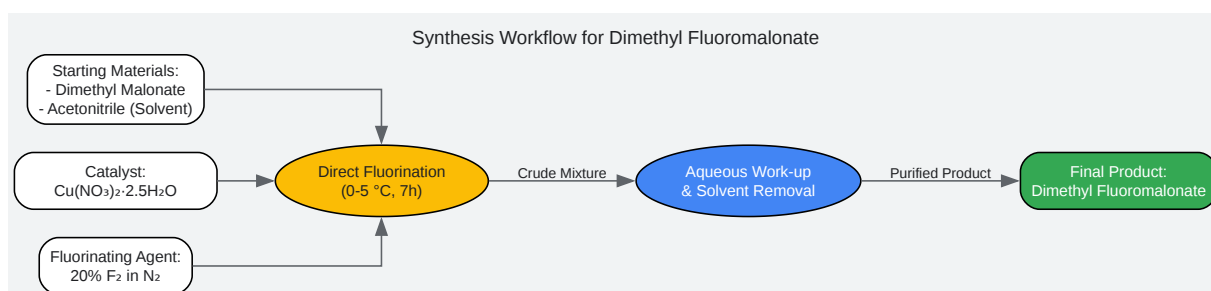 Synthesis Workflow for Dimethyl Fluoromalonate
Starting Materials:
- Dimethyl Malonate
- Acetonitrile (Solvent)
Catalyst:
Cu(NO₃)₂·2.5H₂O
Fluorinating Agent:
20% F₂ in N₂
Direct Fluorination
(0-5 °C, 7h)
Crude Mixture
Aqueous Work-up
& Solvent Removal
Purified Product
Final Product:
Dimethyl Fluoromalonate